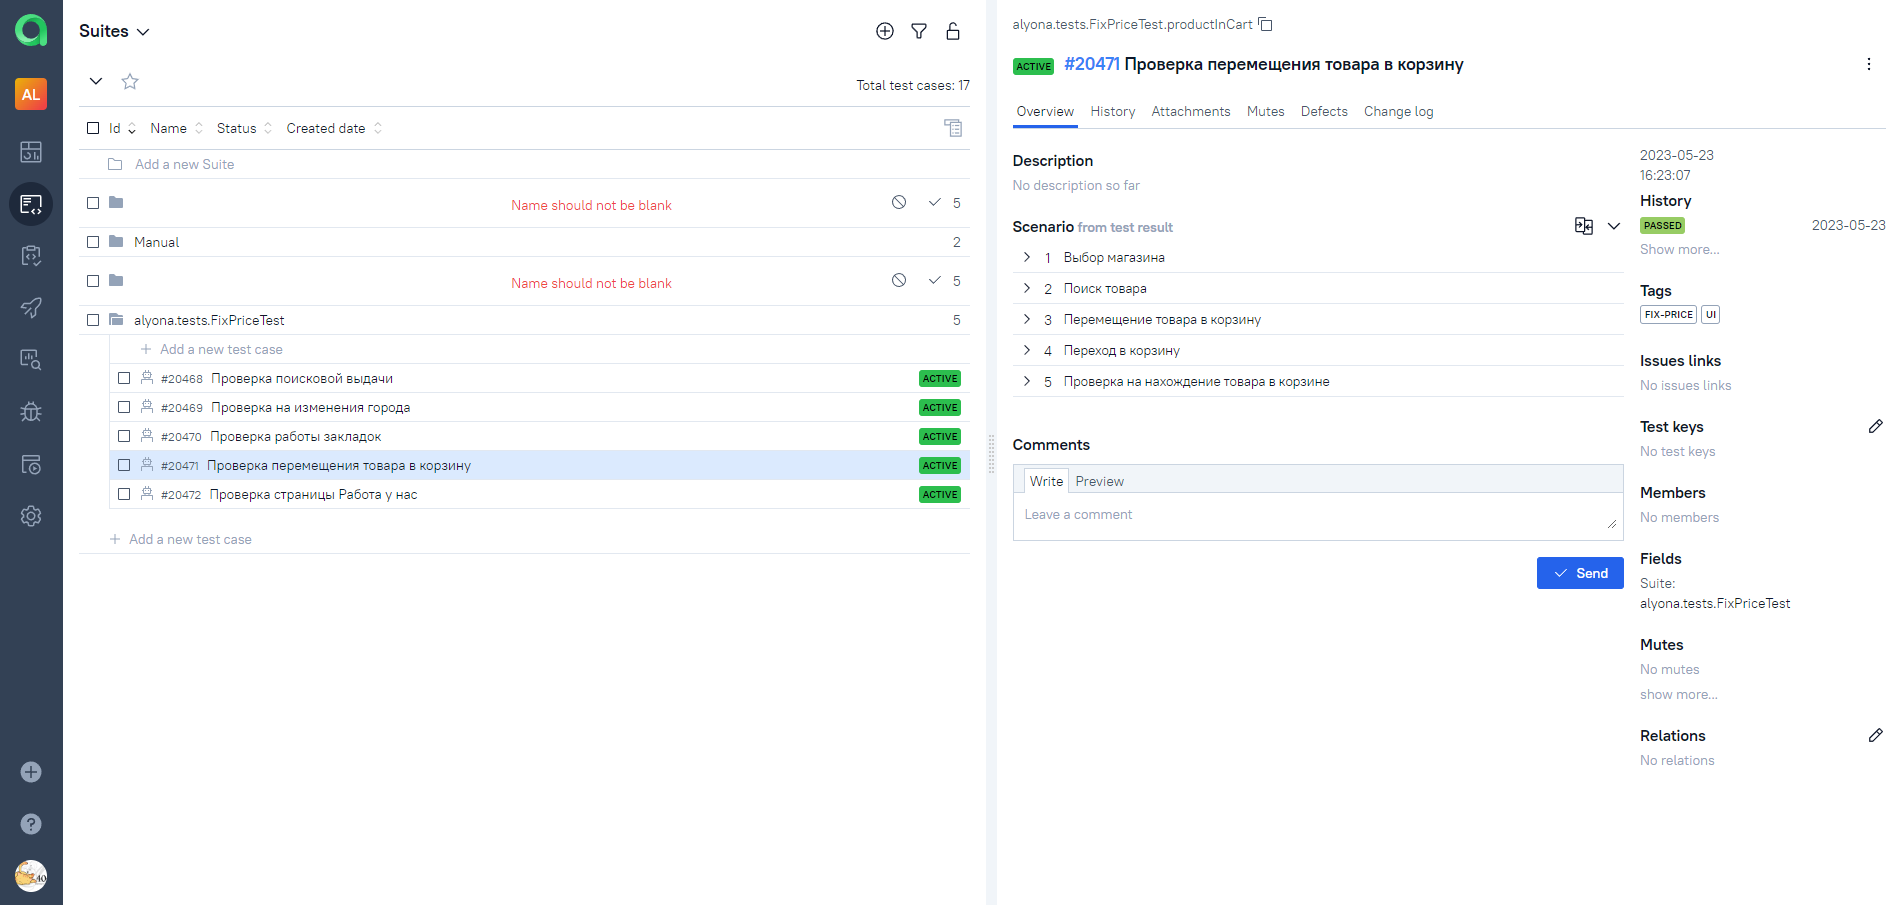 AL
Suites
Total test cases: 17
Id Name Status Created date
Add a new Suite
Name should not be blank 5
Manual 2
Name should not be blank 5
alyona.tests.FixPriceTest 5
Add a new test case
#20468 Проверка поисковой выдачи ACTIVE
#20469 Проверка на изменения города ACTIVE
#20470 Проверка работы закладок ACTIVE
#20471 Проверка перемещения товара в корзину ACTIVE
#20472 Проверка страницы Работа у нас ACTIVE
Add a new test case
alyona.tests.FixPriceTest.productInCart
ACTIVE #20471 Проверка перемещения товара в корзину
Overview History Attachments Mutes Defects Change log
Description
No description so far
Scenario from test result
1 Выбор магазина
2 Поиск товара
3 Перемещение товара в корзину
4 Переход в корзину
5 Проверка на нахождение товара в корзине
Comments
Write Preview
Leave a comment
Send
2023-05-23
16:23:07
History
PASSED 2023-05-23
Show more...
Tags
FIX-PRICE UI
Issues links
No issues links
Test keys
No test keys
Members
No members
Fields
Suite:
alyona.tests.FixPriceTest
Mutes
No mutes
show more...
Relations
No relations